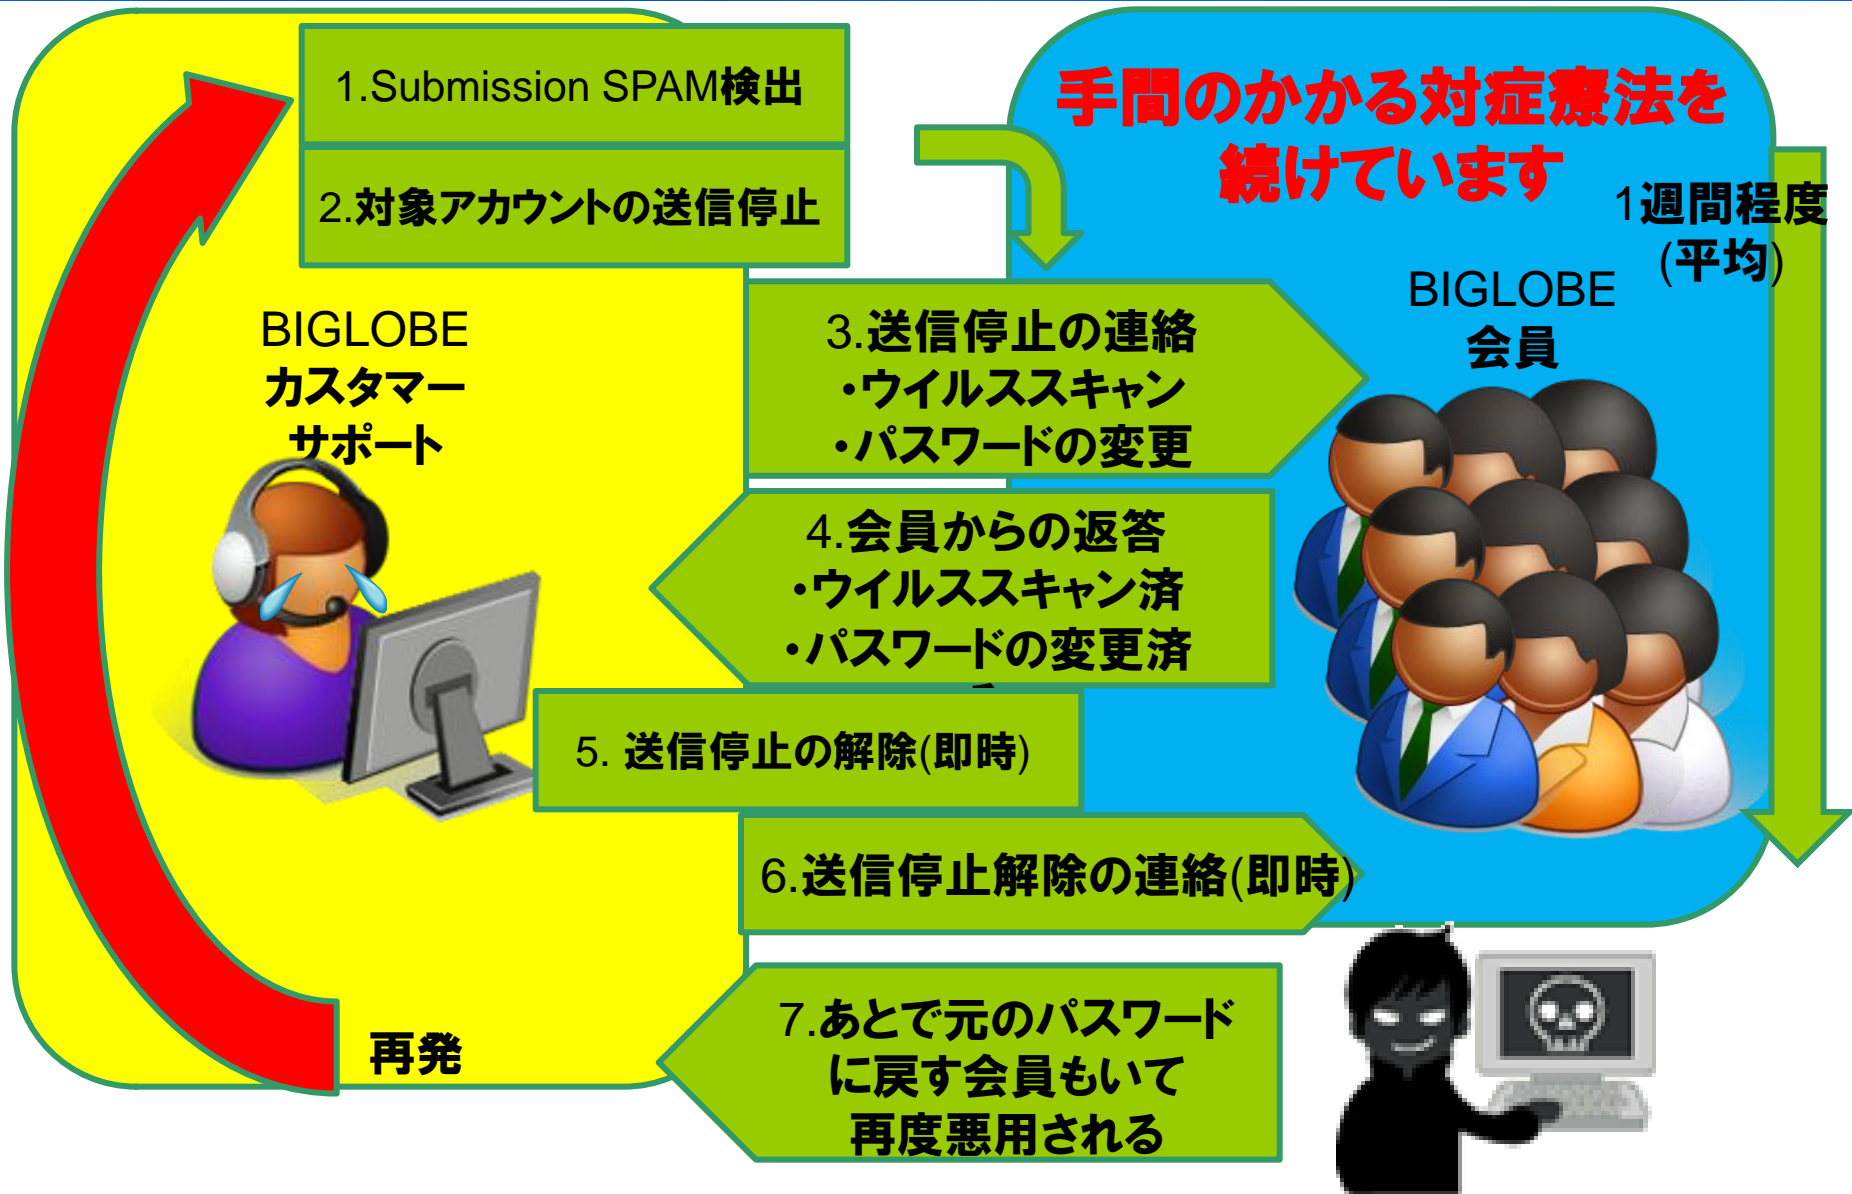 1.Submission SPAM検出
2.対象アカウントの送信停止
手間のかかる対症療法を
続けています
1週間程度
(平均)
BIGLOBE
カスタマー
サポート
BIGLOBE
会員
3.送信停止の連絡
・ウイルススキャン
・パスワードの変更
4.会員からの返答
・ウイルススキャン済
・パスワードの変更済
5. 送信停止の解除(即時)
6.送信停止解除の連絡(即時)
7.あとで元のパスワード
に戻す会員もいて
再度悪用される
再発